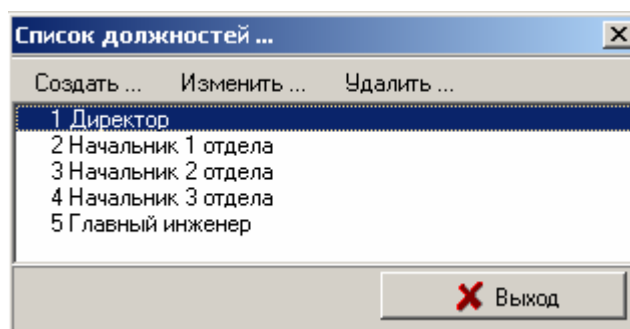 Список должностей ...
Создать ... Изменить ... Удалить ...
1 Директор
2 Начальник 1 отдела
3 Начальник 2 отдела
4 Начальник 3 отдела
5 Главный инженер
Выход